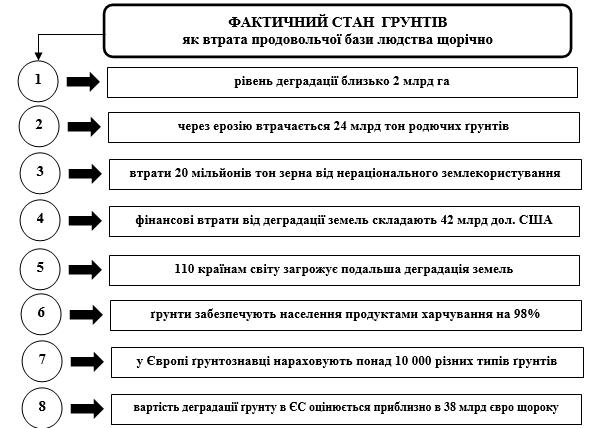 ФАКТИЧНИЙ СТАН ГРУНТІВ
як втрата продовольчої бази людства щорічно
1 рівень деградації близько 2 млрд га
2 через ерозію втрачається 24 млрд тон родючих ґрунтів
3 втрати 20 мільйонів тон зерна від нераціонального землекористування
4 фінансові втрати від деградації земель складають 42 млрд дол. США
5 110 країнам світу загрожує подальша деградація земель
6 ґрунти забезпечують населення продуктами харчування на 98%
7 у Європі ґрунтознавці нараховують понад 10 000 різних типів ґрунтів
8 вартість деградації ґрунту в ЄС оцінюється приблизно в 38 млрд євро щороку